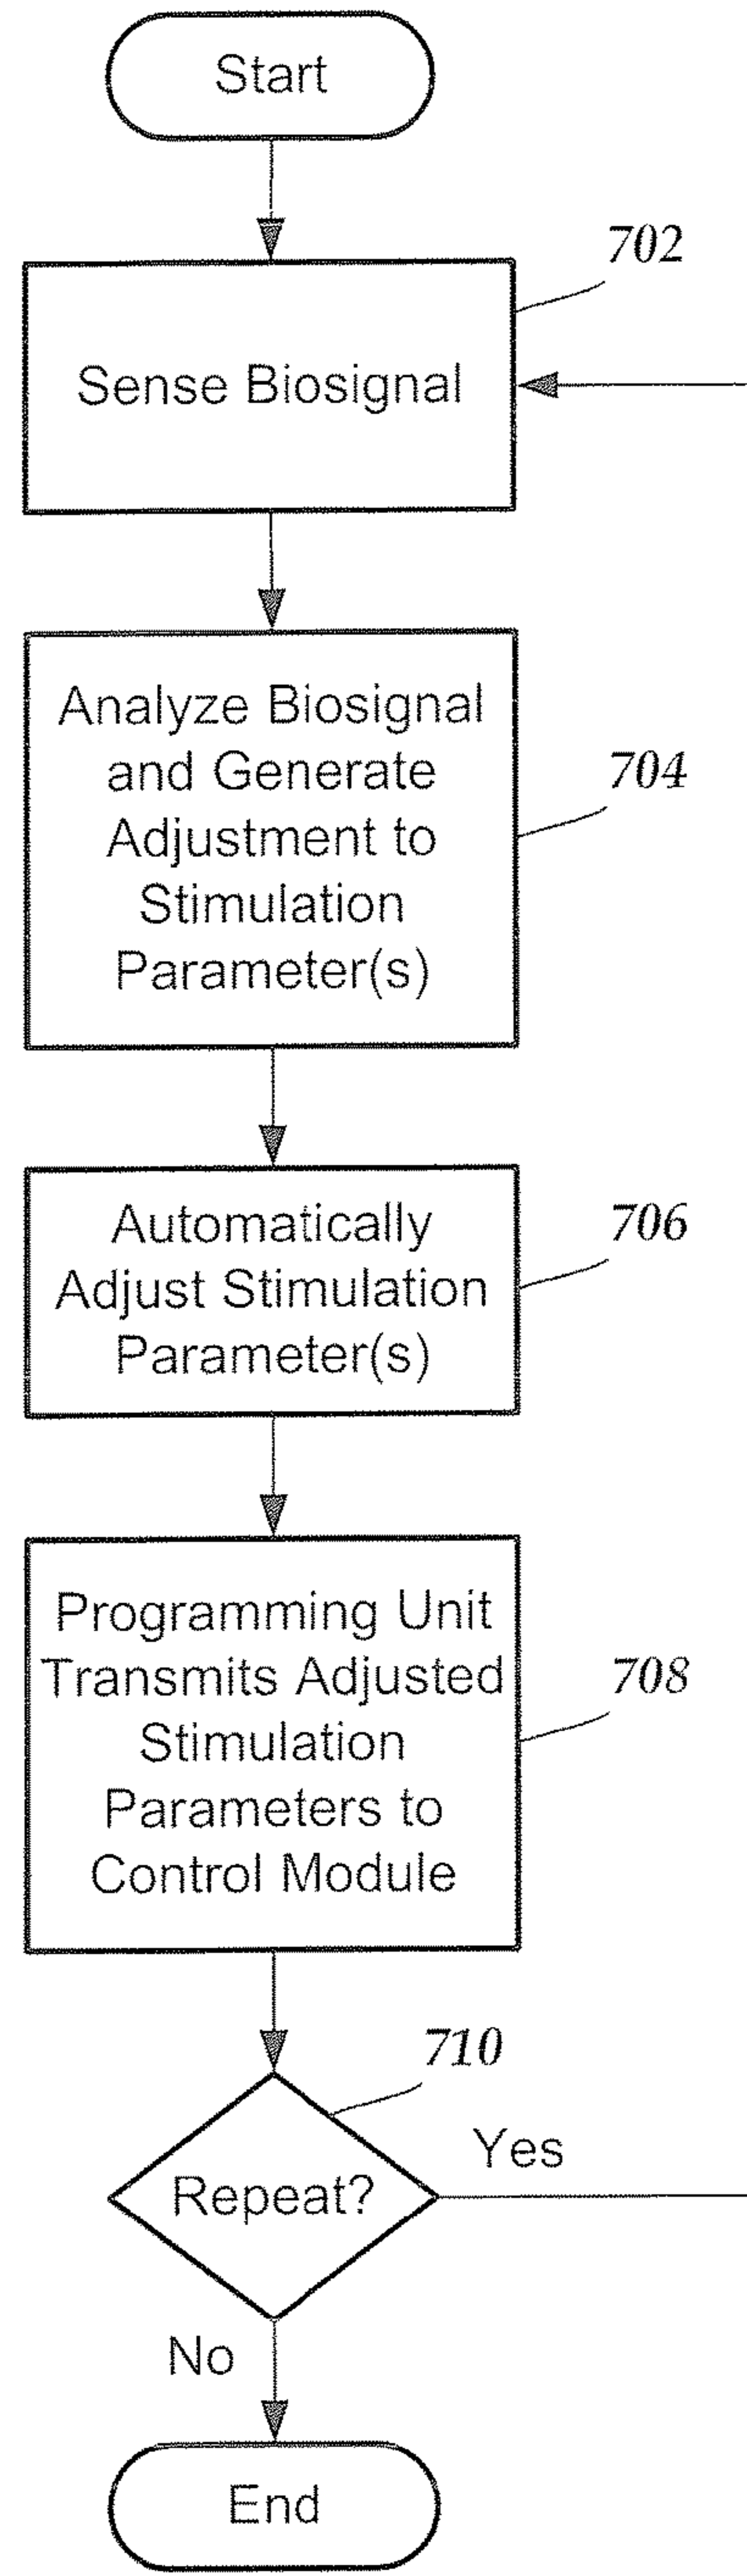 Start
702
Sense Biosignal
Analyze Biosignal
and Generate
Adjustment to
Stimulation
Parameter(s)
704
Automatically
Adjust Stimulation
Parameter(s)
706
Programming Unit
Transmits Adjusted
Stimulation
Parameters to
Control Module
708
710
Repeat?
Yes
No
End